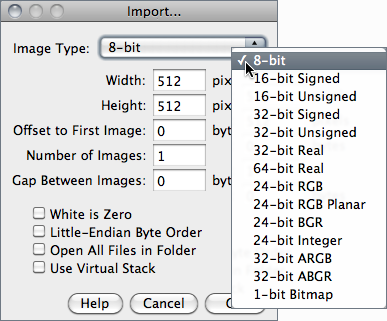 Import...
Image Type: 8-bit
Width: 512 pix
Height: 512 pix
Offset to First Image: 0 byt
Number of Images: 1
Gap Between Images: 0 byt
White is Zero
Little-Endian Byte Order
Open All Files in Folder
Use Virtual Stack
Help Cancel
✓ 8-bit
16-bit Signed
16-bit Unsigned
32-bit Signed
32-bit Unsigned
32-bit Real
64-bit Real
24-bit RGB
24-bit RGB Planar
24-bit BGR
24-bit Integer
32-bit ARGB
32-bit ABGR
1-bit Bitmap